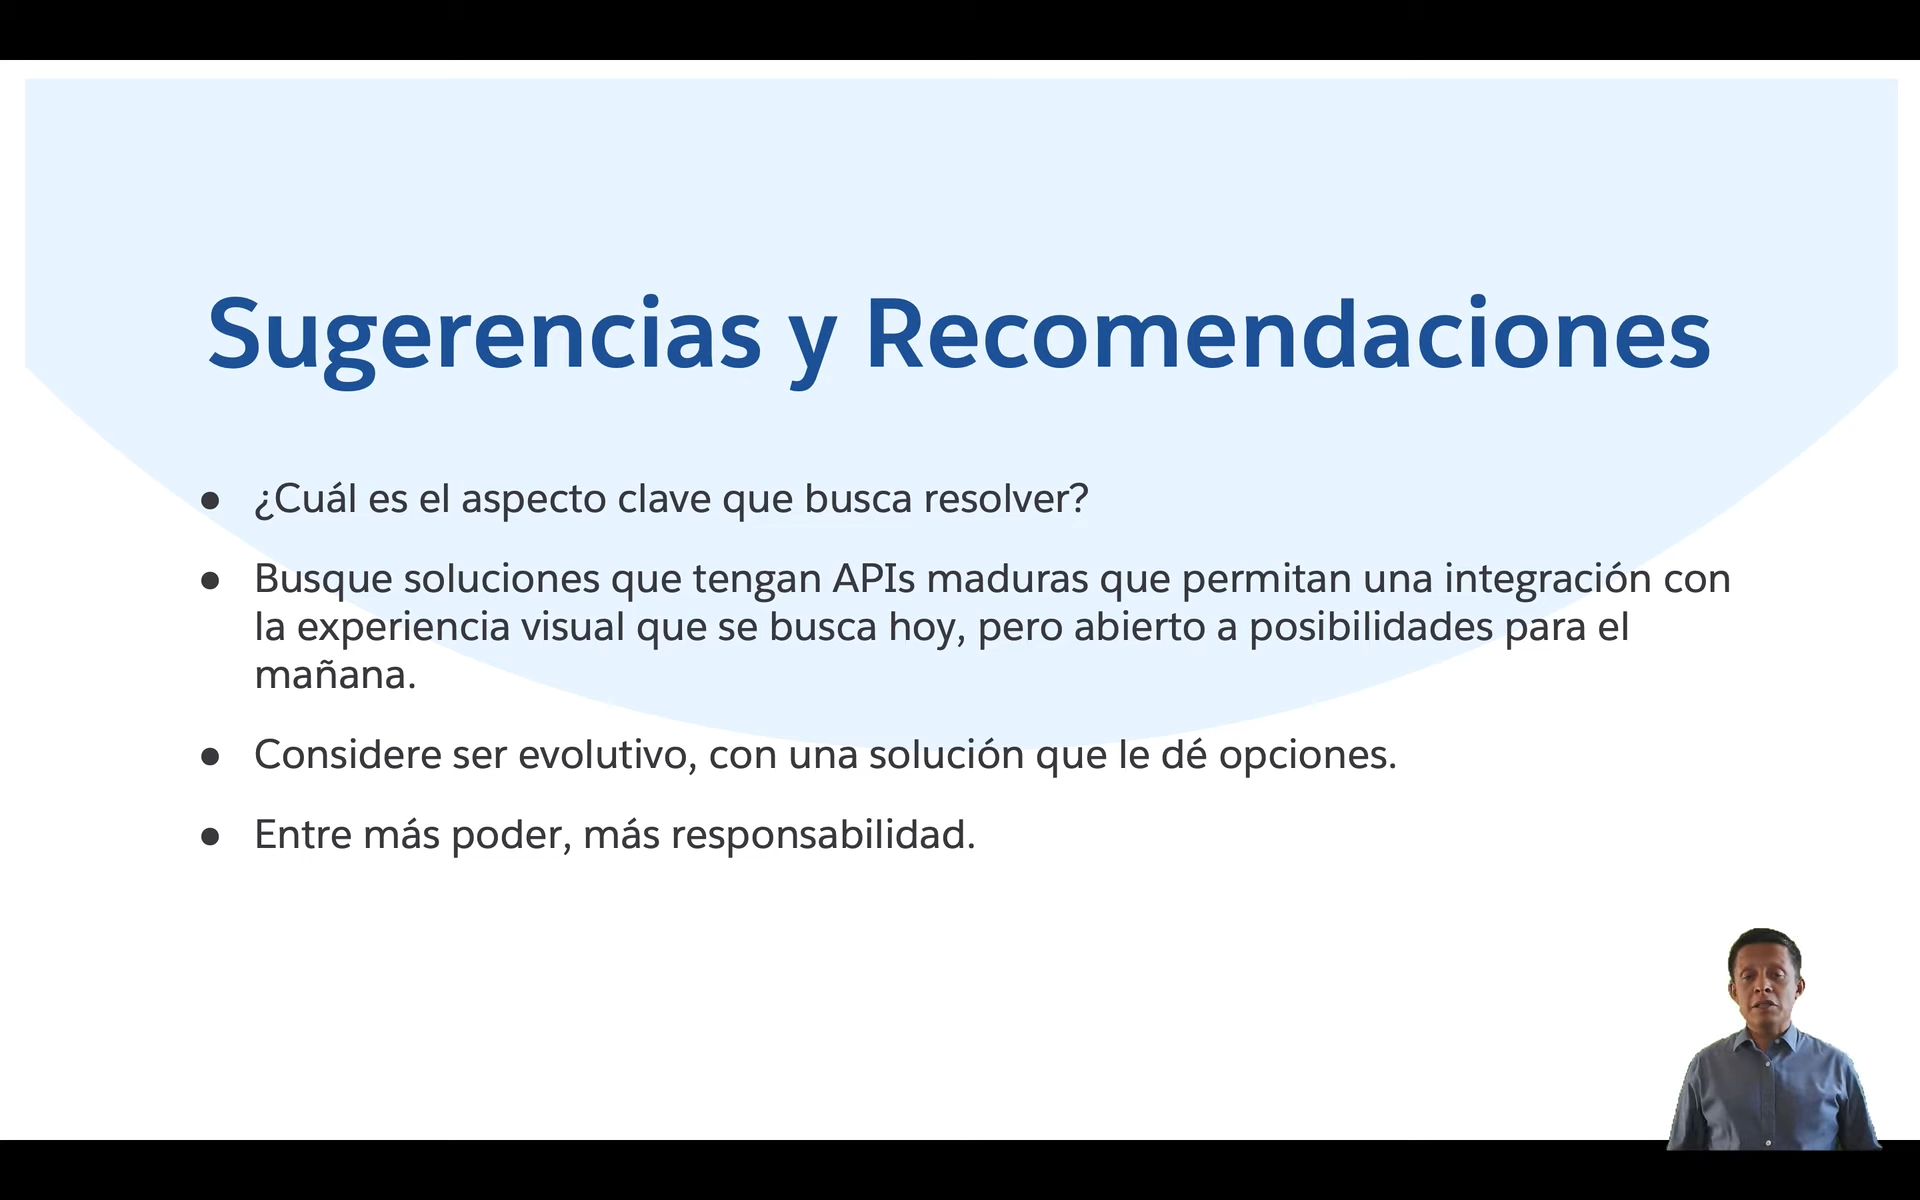 Sugerencias y Recomendaciones
● ¿Cuál es el aspecto clave que busca resolver?
● Busque soluciones que tengan APIs maduras que permitan una integración con
la experiencia visual que se busca hoy, pero abierto a posibilidades para el
mañana.
● Considere ser evolutivo, con una solución que le dé opciones.
● Entre más poder, más responsabilidad.